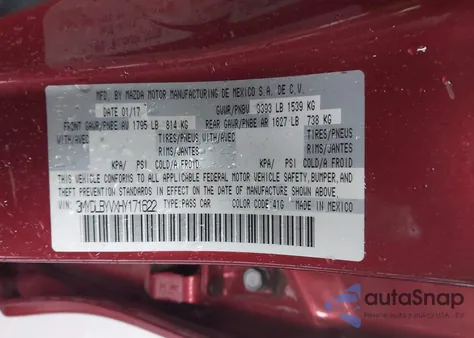 MFD. BY MAZDA MOTOR MANUFACTURING DE MEXICO S.A. DE C.V.
DATE 01/17 GVWR/PNBV 3393 LB 1539 KG
FRONT GAWR/PNBE AV 1795 LB 814 KG REAR GAWR/PNBE AR 1627 LB 738 KG
WITH/AVEC TIRES/PNEUS WITH/AVEC TIRES/PNEUS
RIMS/JANTES RIMS/JANTES
KPA/ PSI COLD/A FROID KPA/ PSI COLD/A FROID
THIS VEHICLE CONFORMS TO ALL APPLICABLE FEDERAL MOTOR VEHICLE SAFETY, BUMPER, AND
THEFT PREVENTION STANDARDS IN EFFECT ON THE DATE OF MANUFACTURE SHOWN ABOVE.
VIN: 3MYDLBYVXHY171622 TYPE: PASS CAR COLOR CODE 41G MADE IN MEXICO
autoSnap